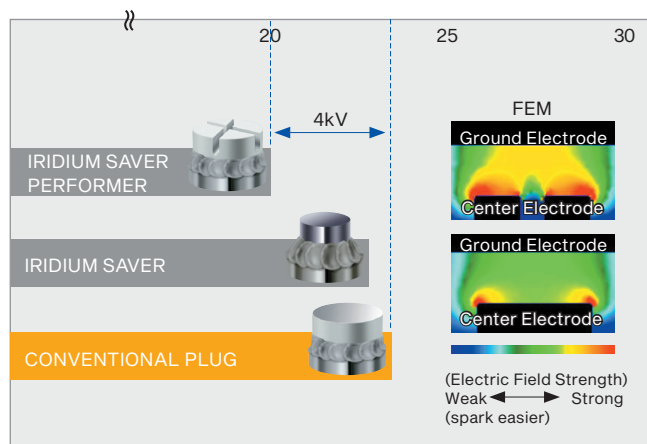 20
25
30
4kV
FEM
Ground Electrode
Center Electrode
IRIDIUM SAVER
PERFORMER
IRIDIUM SAVER
Ground Electrode
Center Electrode
CONVENTIONAL PLUG
(Electric Field Strength)
Weak
Strong
(spark easier)